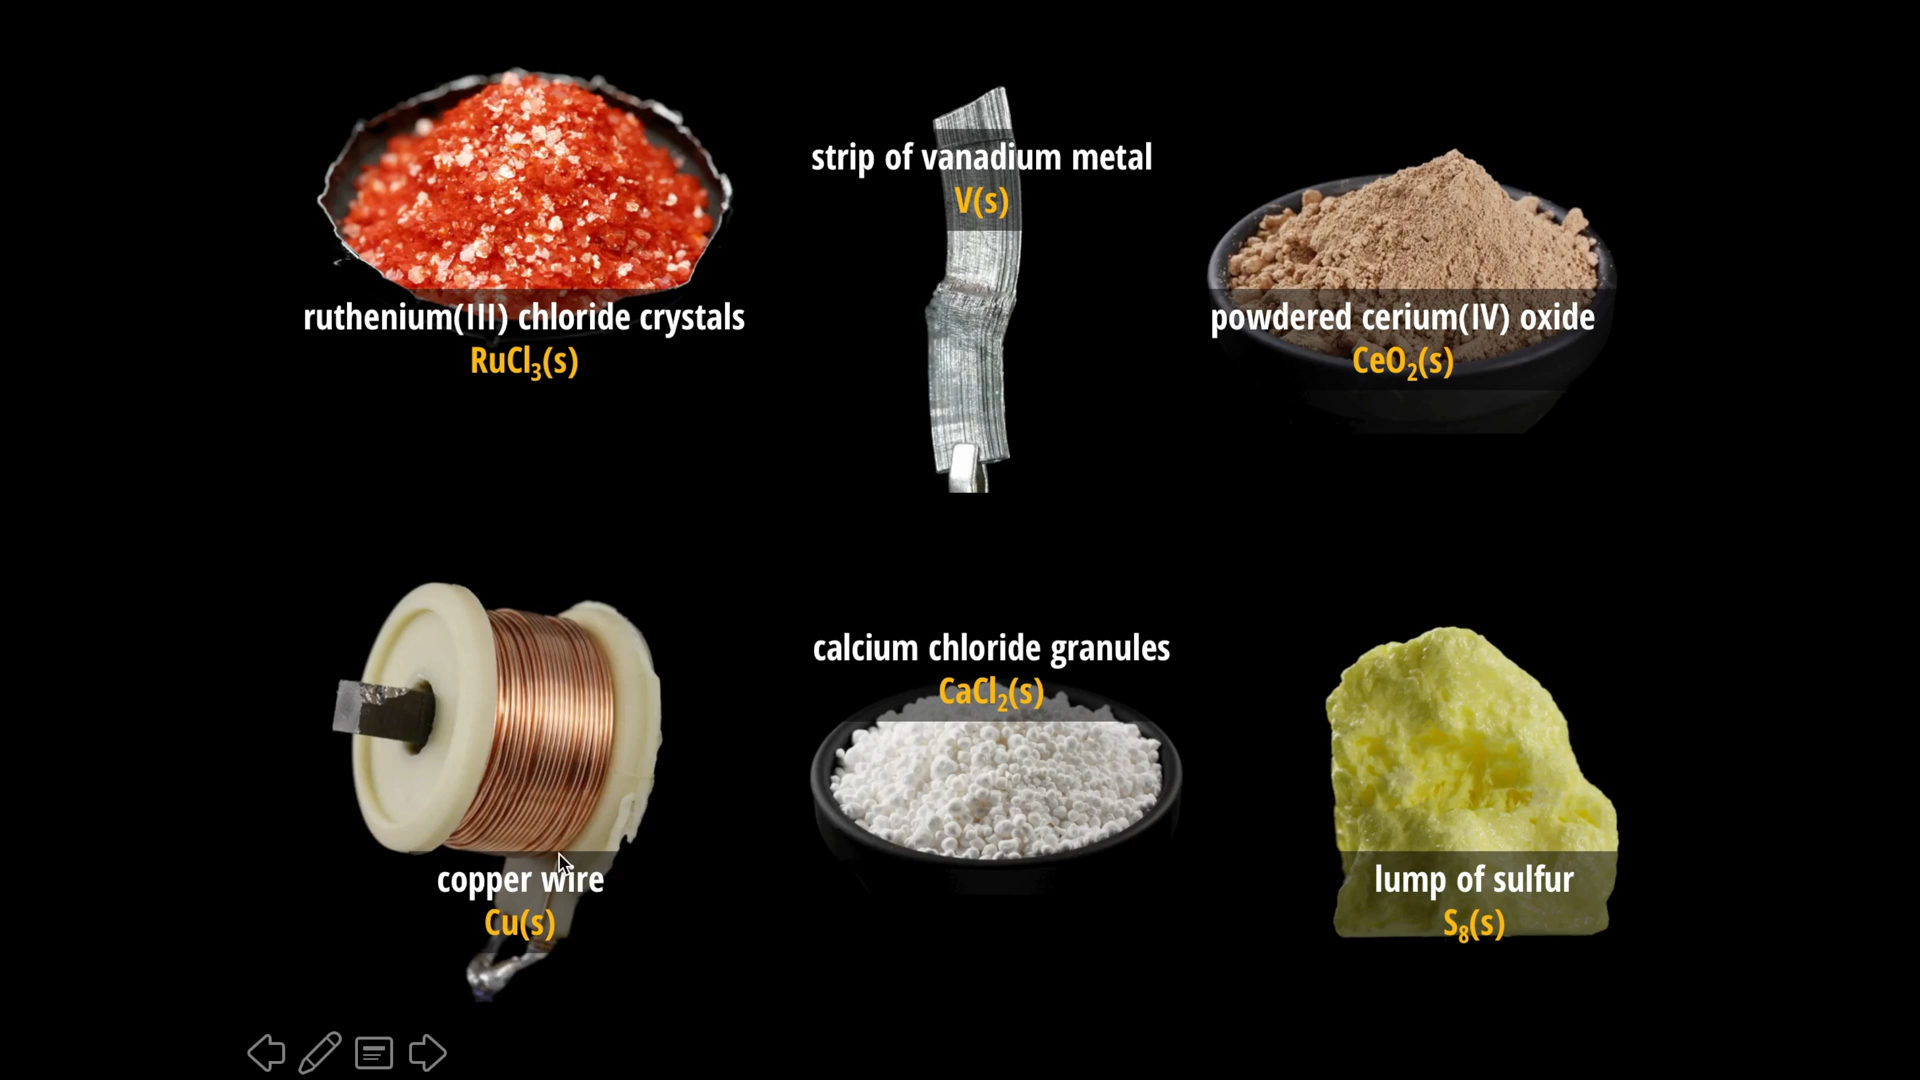 ruthenium(III) chloride crystals
RuCl₃(s)
strip of vanadium metal
V(s)
powdered cerium(IV) oxide
CeO₂(s)
copper wire
Cu(s)
calcium chloride granules
CaCl₂(s)
lump of sulfur
S₈(s)